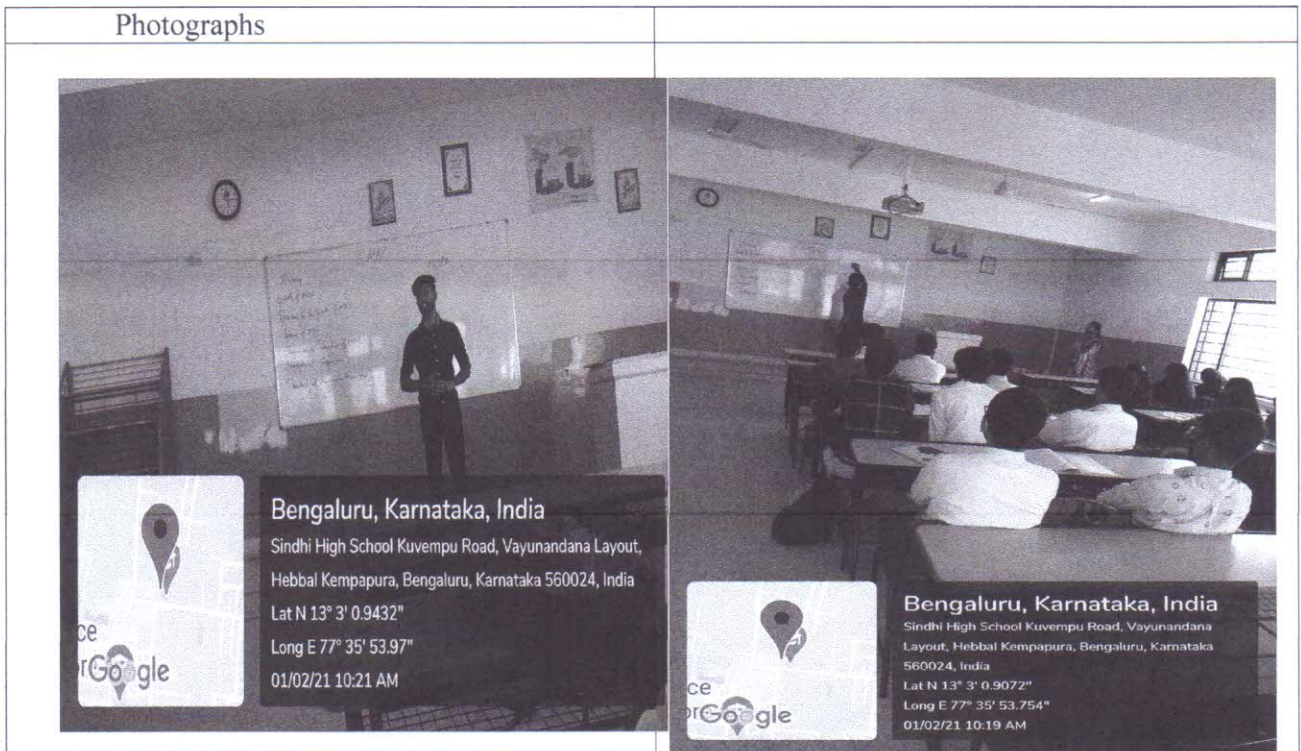 Photographs
Bengaluru, Karnataka, India
Sindhi High School Kuvempu Road, Vayunandana Layout,
Hebbal Kempapura, Bengaluru, Karnataka 560024, India
Lat N 13° 3' 0.9432"
Long E 77° 35' 53.97"
01/02/21 10:21 AM
ce
Google
Bengaluru, Karnataka, India
Sindhi High School Kuvempu Road, Vayunandana
Layout, Hebbal Kempapura, Bengaluru, Karnataka
560024, India
Lat N 13° 3' 0.9072"
Long E 77° 35' 53.754"
01/02/21 10:19 AM
ce
Google